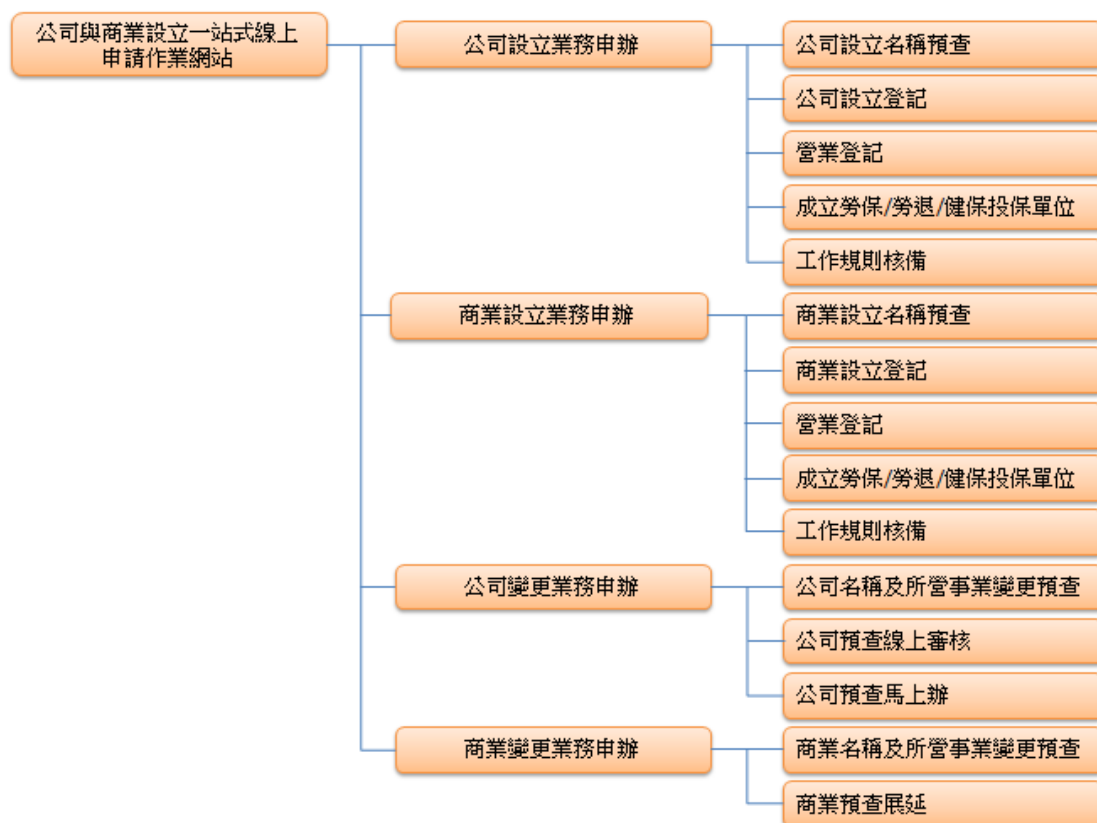 公司與商業設立一站式線上
申請作業網站
公司設立業務申辦
公司設立名稱預查
公司設立登記
營業登記
成立勞保/勞退/健保投保單位
工作規則核備
商業設立業務申辦
商業設立名稱預查
商業設立登記
營業登記
成立勞保/勞退/健保投保單位
工作規則核備
公司變更業務申辦
公司名稱及所營事業變更預查
公司預查線上審核
公司預查馬上辦
商業變更業務申辦
商業名稱及所營事業變更預查
商業預查展延